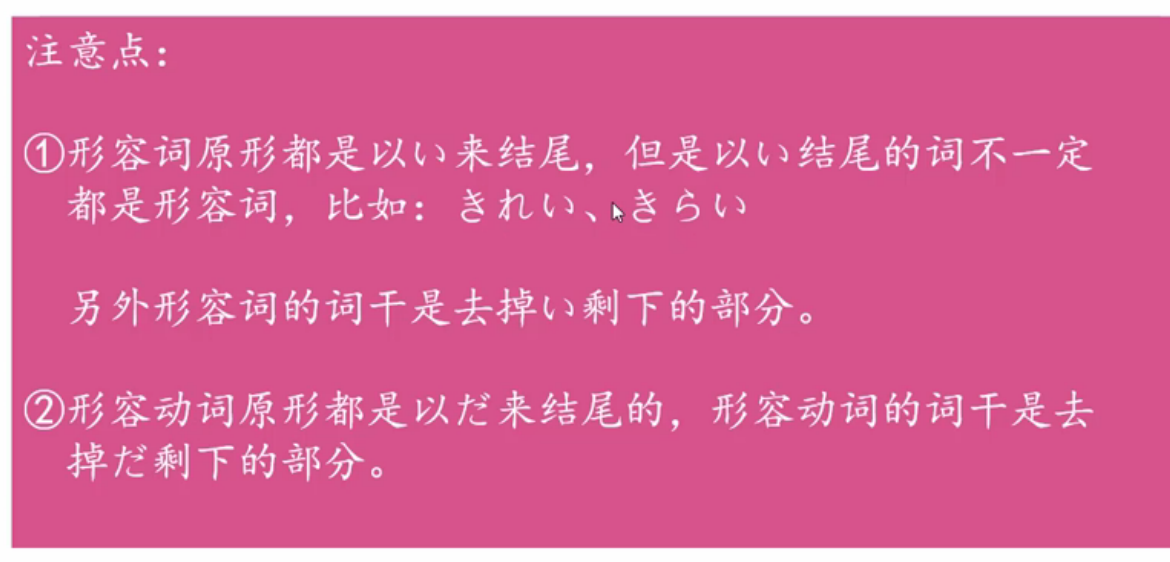 注意点：
①形容词原形都是以い来结尾，但是以い结尾的词不一定
都是形容词，比如：きれい、きらい
另外形容词的词干是去掉い剩下的部分。
②形容动词原形都是以だ来结尾的，形容动词的词干是去
掉だ剩下的部分。